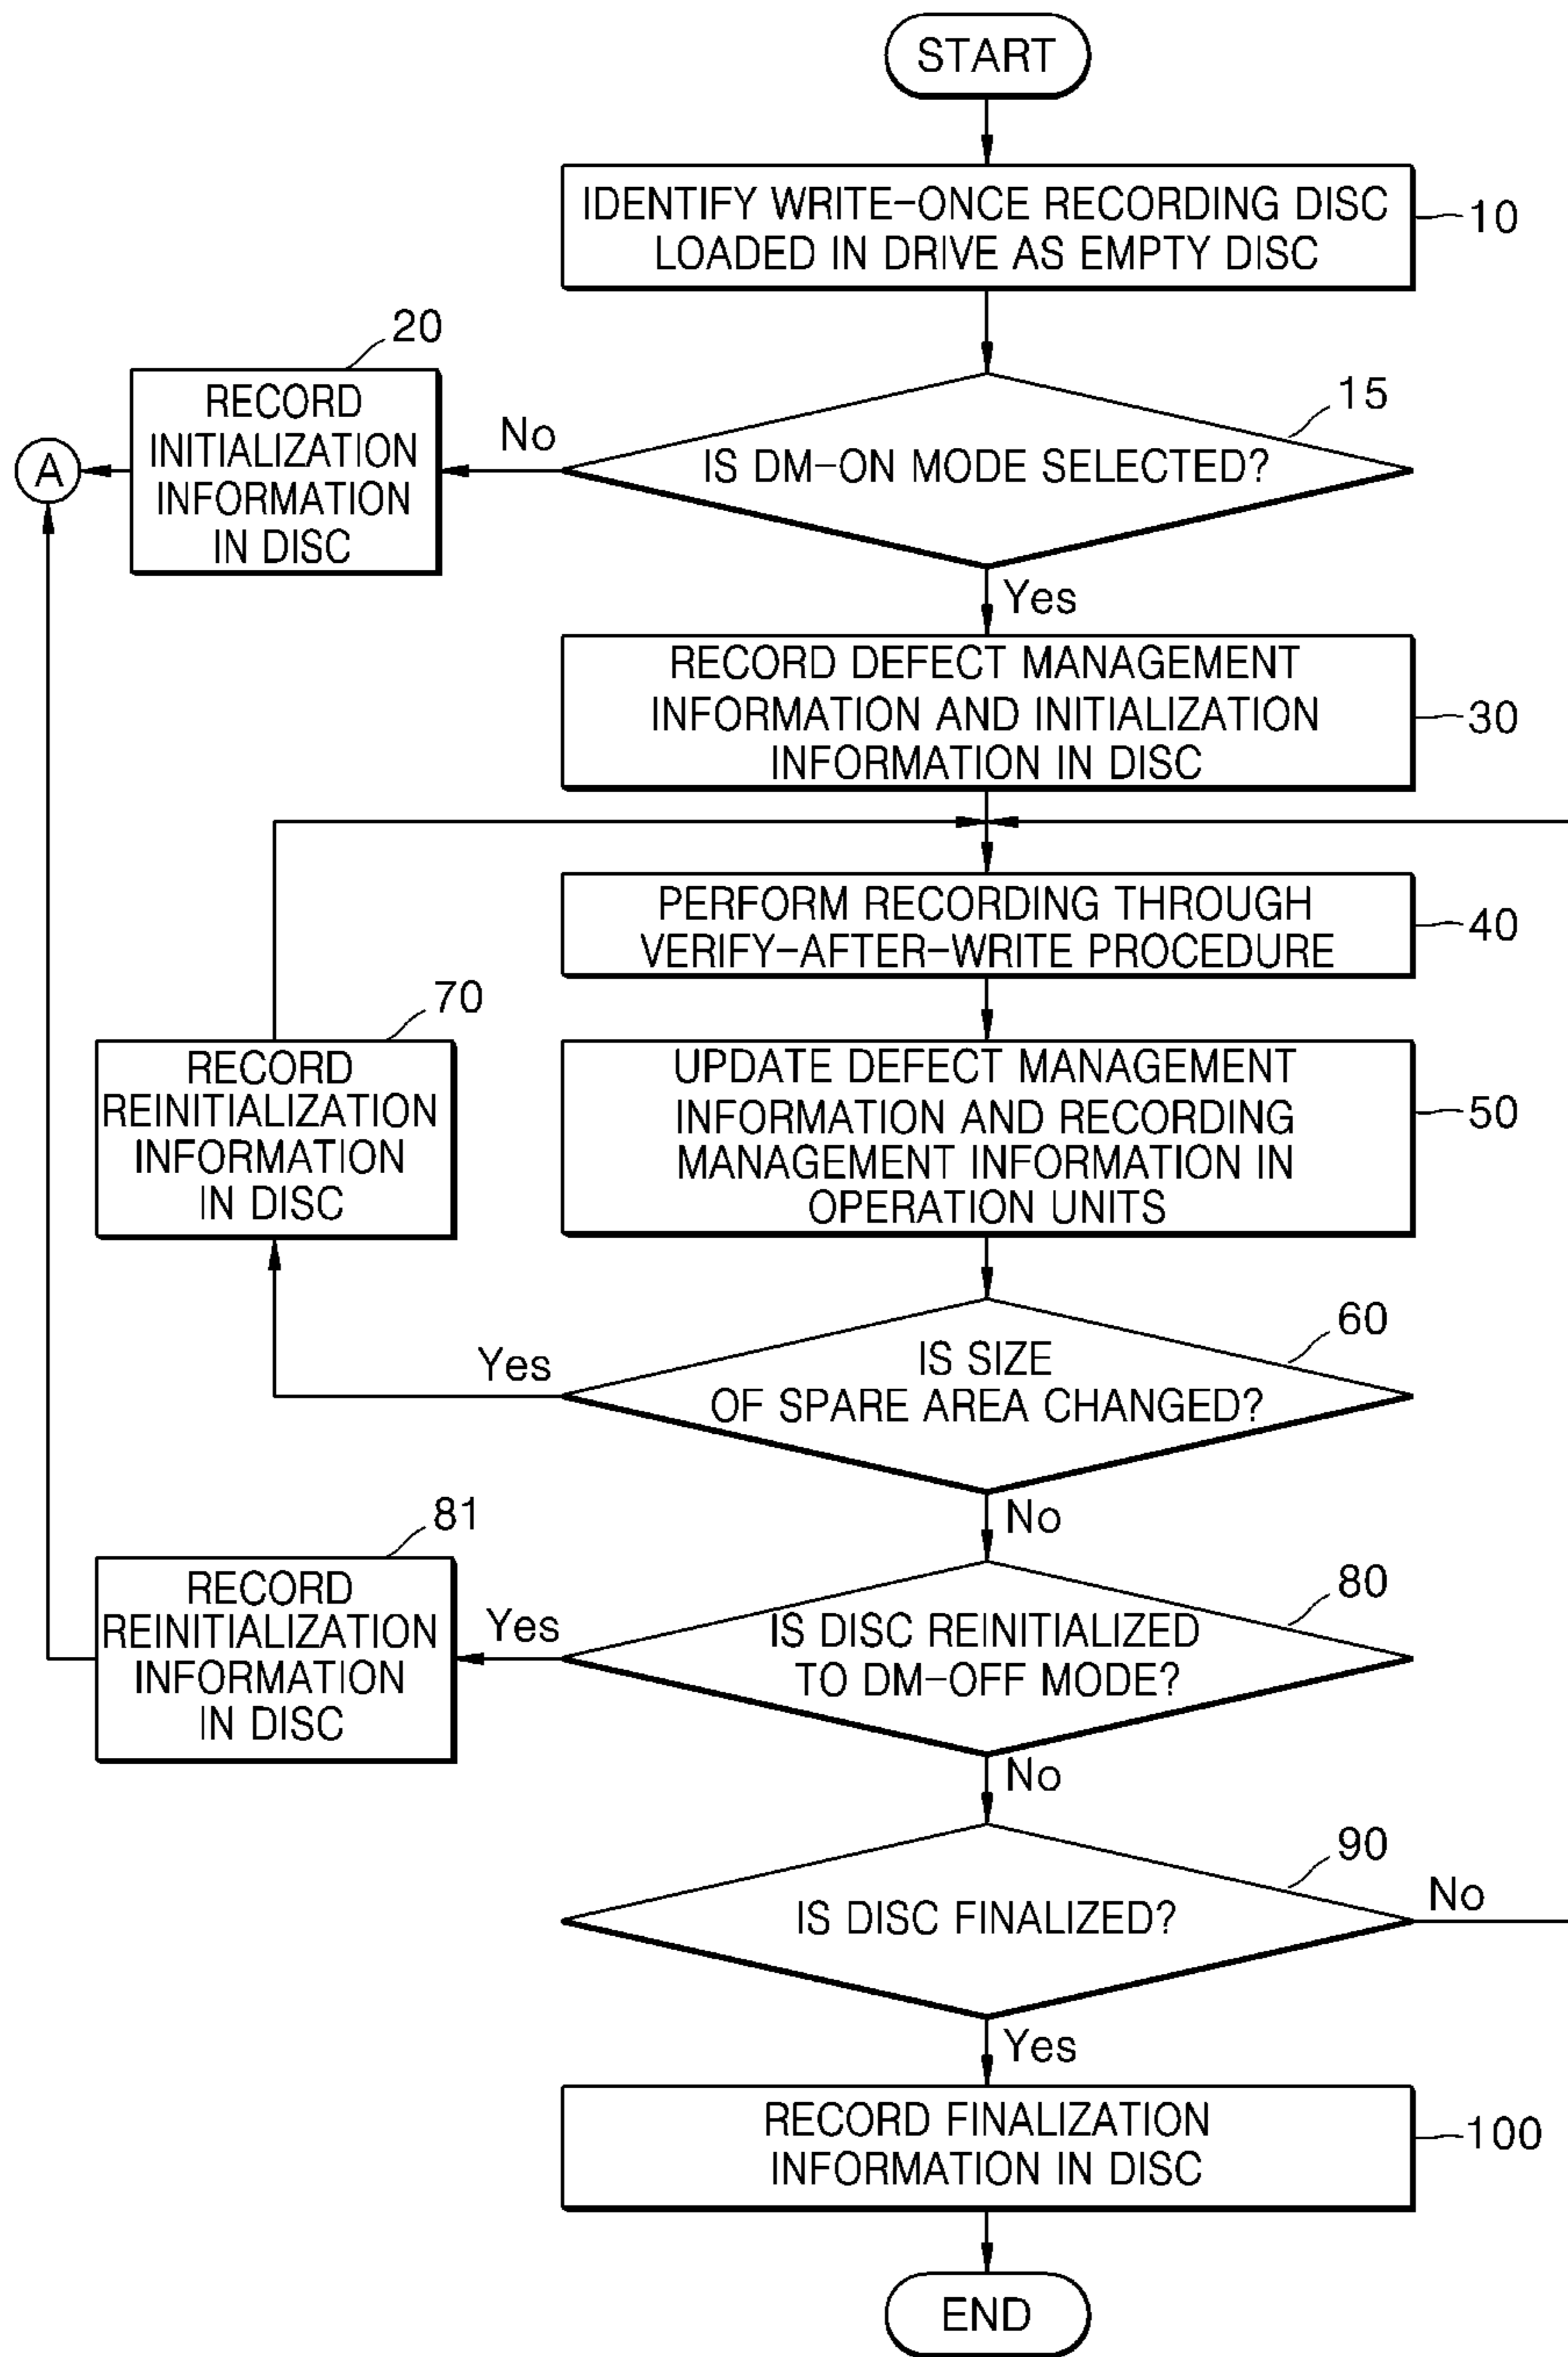 START
IDENTIFY WRITE-ONCE RECORDING DISC
LOADED IN DRIVE AS EMPTY DISC
10
20
RECORD
INITIALIZATION
INFORMATION
IN DISC
A
No
15
IS DM-ON MODE SELECTED?
Yes
RECORD DEFECT MANAGEMENT
INFORMATION AND INITIALIZATION
INFORMATION IN DISC
30
PERFORM RECORDING THROUGH
VERIFY-AFTER-WRITE PROCEDURE
40
70
RECORD
REINITIALIZATION
INFORMATION
IN DISC
UPDATE DEFECT MANAGEMENT
INFORMATION AND RECORDING
MANAGEMENT INFORMATION IN
OPERATION UNITS
50
60
Yes
IS SIZE
OF SPARE AREA CHANGED?
No
81
RECORD
REINITIALIZATION
INFORMATION
IN DISC
Yes
80
IS DISC REINITIALIZED
TO DM-OFF MODE?
No
90
IS DISC FINALIZED?
No
Yes
RECORD FINALIZATION
INFORMATION IN DISC
100
END